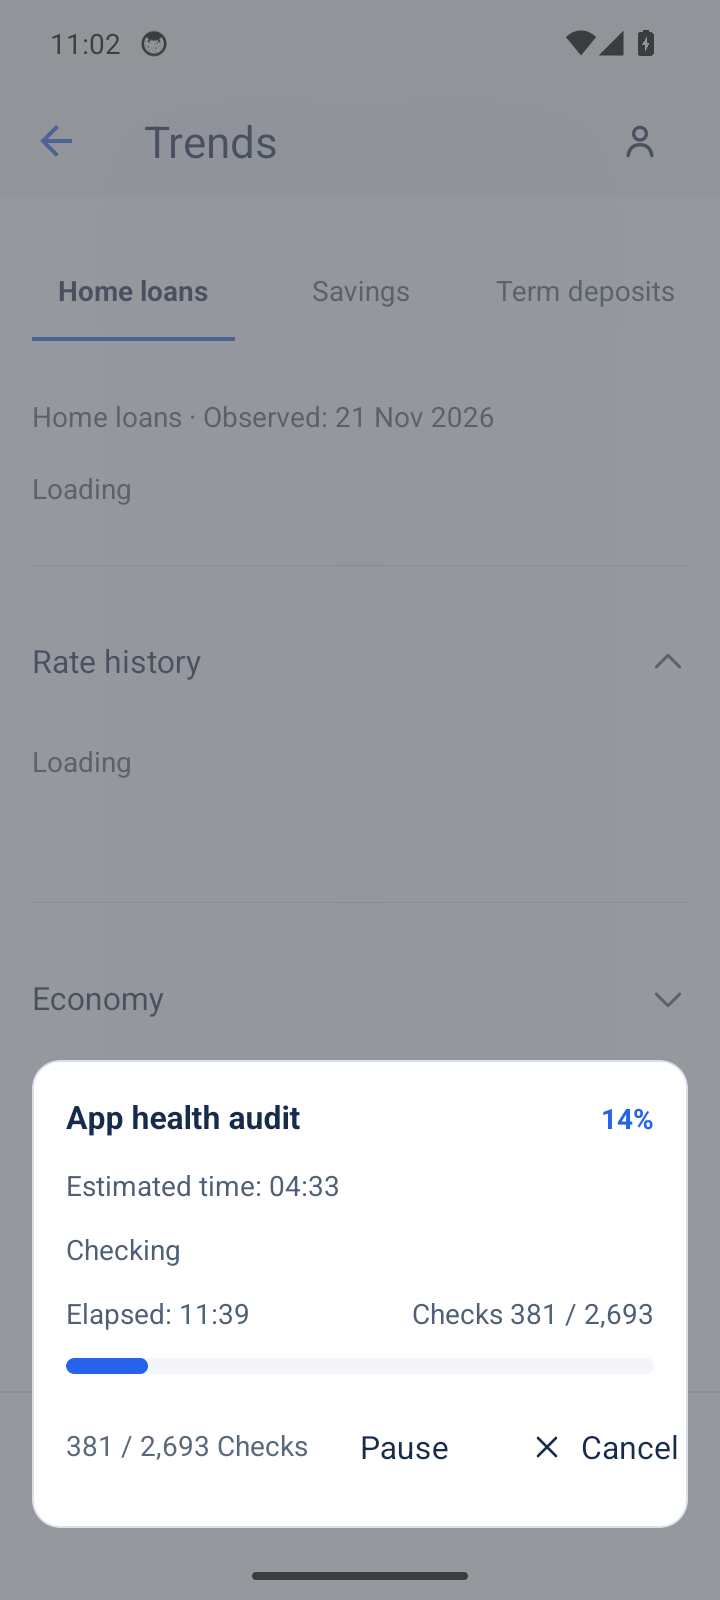 11:02
Trends
Home loans Savings Term deposits
Home loans · Observed: 21 Nov 2026
Loading
Rate history
Loading
Economy
App health audit 14%
Estimated time: 04:33
Checking
Elapsed: 11:39 Checks 381 / 2,693
381 / 2,693 Checks Pause Cancel